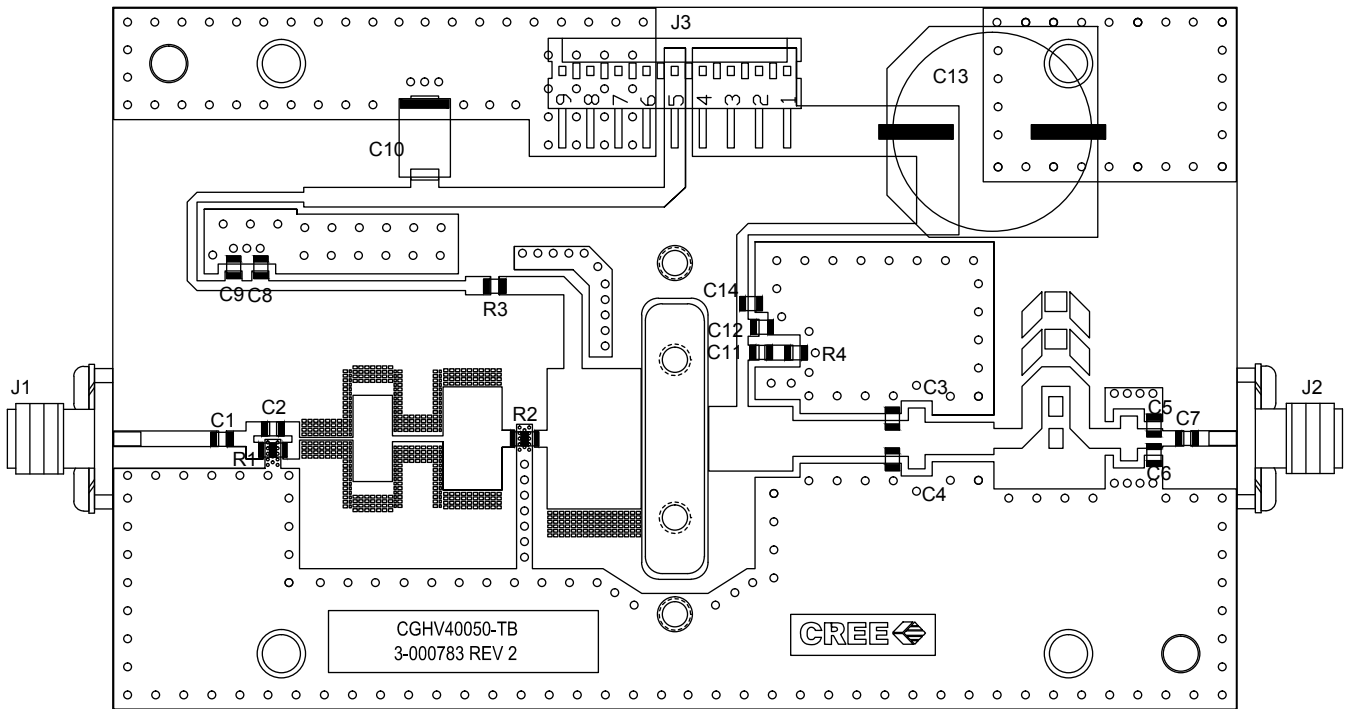 J3
C13
9 8 7 6 5 4 3 2 1
C10
C9 C8
R3
C14
C12
C11 R4
J1
C1 C2
R1
R2
C3
C4
C5
C7
C6
J2
CGHV40050-TB
3-000783 REV 2
CREE